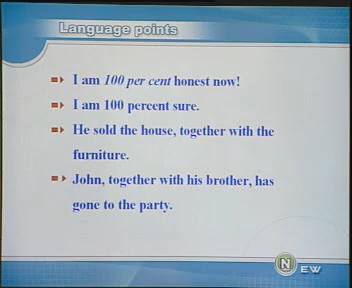 Language points
I am 100 per cent honest now!
I am 100 percent sure.
He sold the house, together with the
furniture.
John, together with his brother, has
gone to the party.
N EW